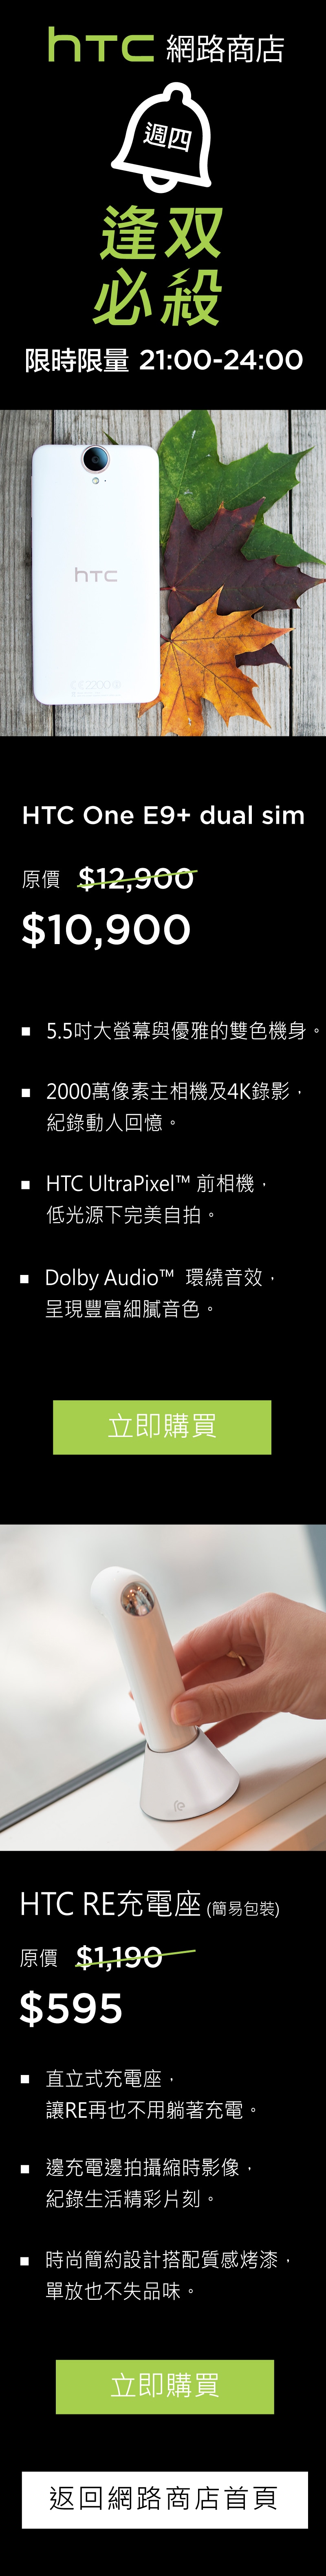 hTC 網路商店
週四
逢双
必殺
限時限量 21:00-24:00
hTC
HTC One E9+ dual sim
原價 $12,900
$10,900
■ 5.5吋大螢幕與優雅的雙色機身。
■ 2000萬像素主相機及4K錄影，
紀錄動人回憶。
■ HTC UltraPixel™ 前相機，
低光源下完美自拍。
■ Dolby Audio™ 環繞音效，
呈現豐富細膩音色。
立即購買
HTC RE充電座 (簡易包裝)
原價 $1,190
$595
■ 直立式充電座，
讓RE再也不用躺著充電。
■ 邊充電邊拍攝縮時影像，
紀錄生活精彩片刻。
■ 時尚簡約設計搭配質感烤漆，
單放也不失品味。
立即購買
返回網路商店首頁